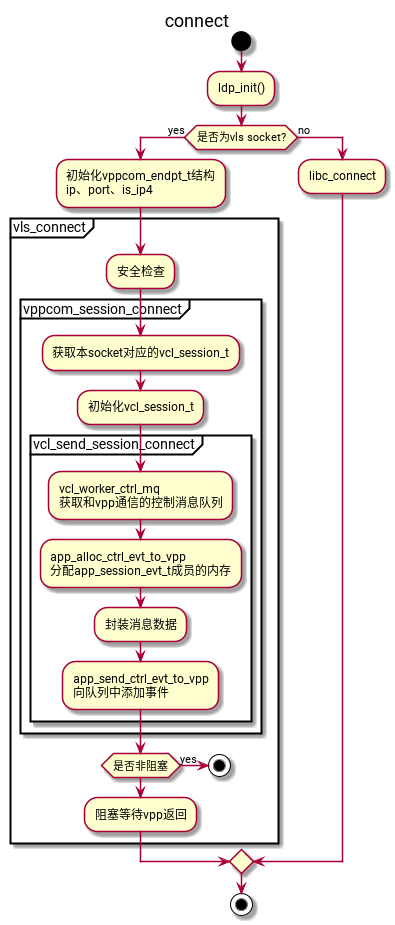 connect
ldp_init()
是否为vls socket?
yes
no
初始化vppcom_endpt_t结构
ip、port、is_ip4
libc_connect
vls_connect
安全检查
vppcom_session_connect
获取本socket对应的vcl_session_t
初始化vcl_session_t
vcl_send_session_connect
vcl_worker_ctrl_mq
获取和vpp通信的控制消息队列
app_alloc_ctrl_evt_to_vpp
分配app_session_evt_t成员的内存
封装消息数据
app_send_ctrl_evt_to_vpp
向队列中添加事件
是否非阻塞
yes
阻塞等待vpp返回